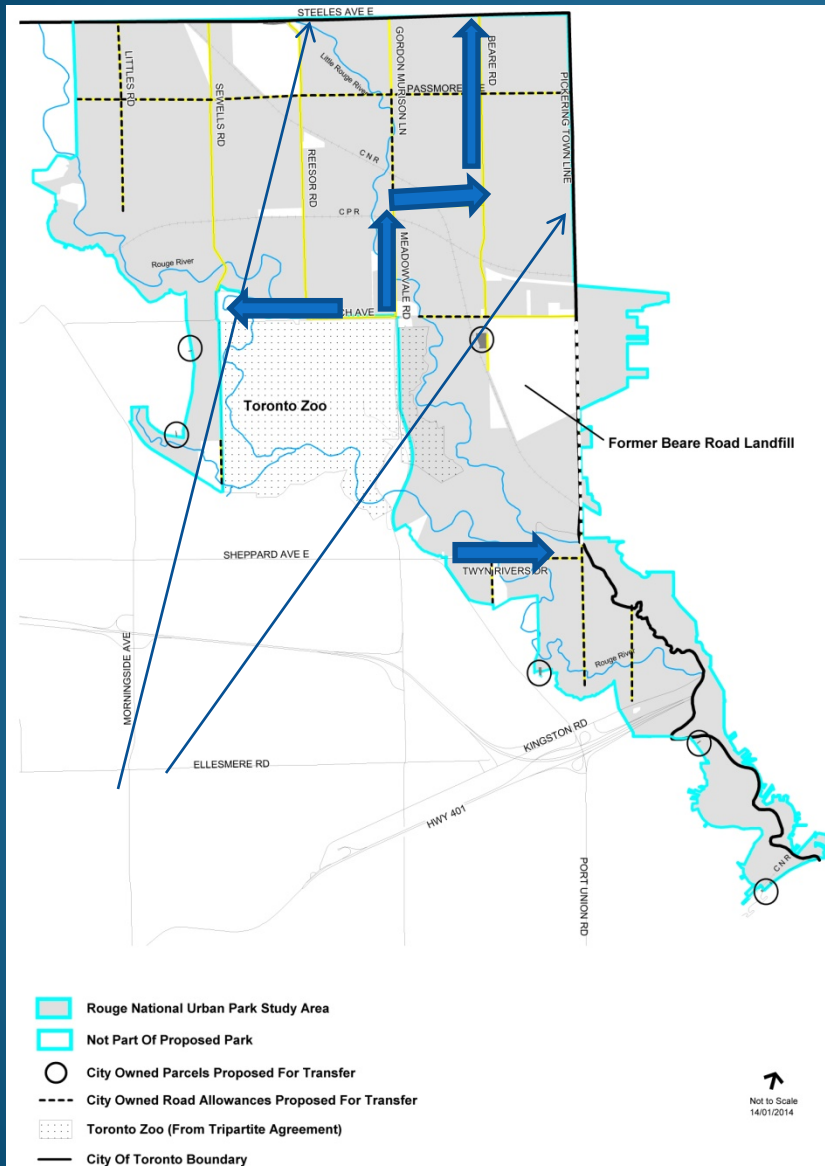 STEELES AVE E
LITTLES RD
SEWELLS RD
REESOR RD
Little Rouge River
GORDON MURISON LN
BEARE RD
PASSMORE
PICKERING TOWN LINE
C N R
C P R
MEADOWVALE RD
Rouge River
CH AVE
Toronto Zoo
Former Beare Road Landfill
SHEPPARD AVE E
TWYN RIVERS DR
MORNINGSIDE AVE
Rouge River
KINGSTON RD
ELLESMERE RD
HWY 401
PORT UNION RD
C N R
Rouge National Urban Park Study Area
Not Part Of Proposed Park
City Owned Parcels Proposed For Transfer
City Owned Road Allowances Proposed For Transfer
Toronto Zoo (From Tripartite Agreement)
City Of Toronto Boundary
Not to Scale
14/01/2014